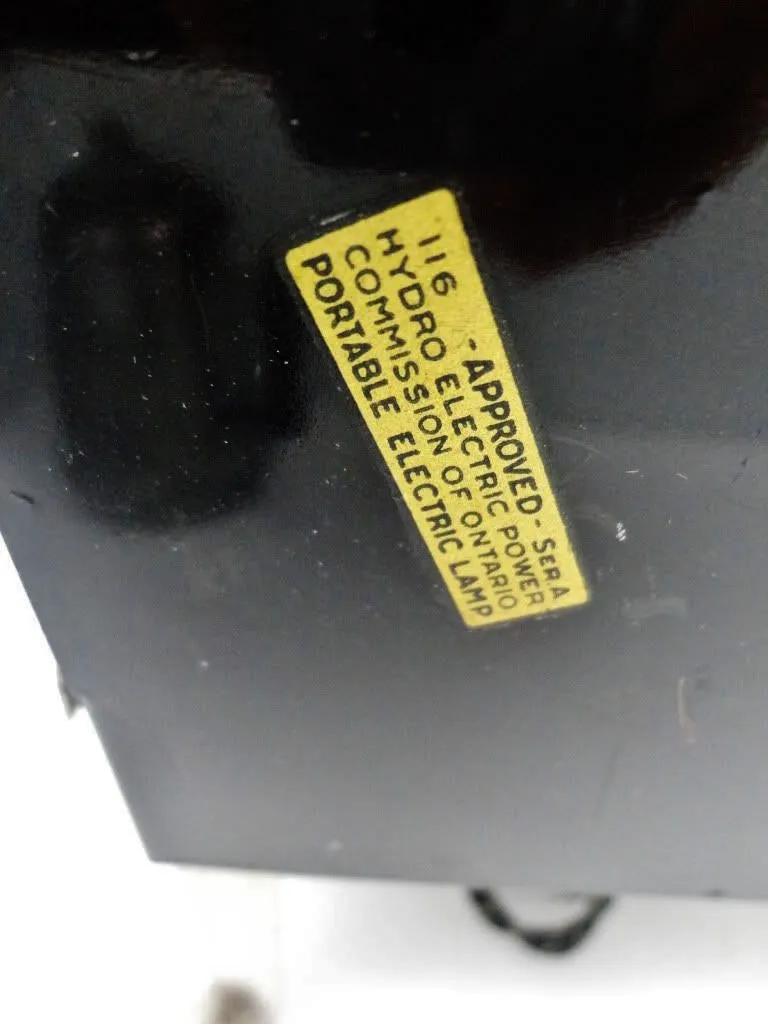 116 -APPROVED- SER.A
HYDRO ELECTRIC POWER
COMMISSION OF ONTARIO
PORTABLE ELECTRIC LAMP